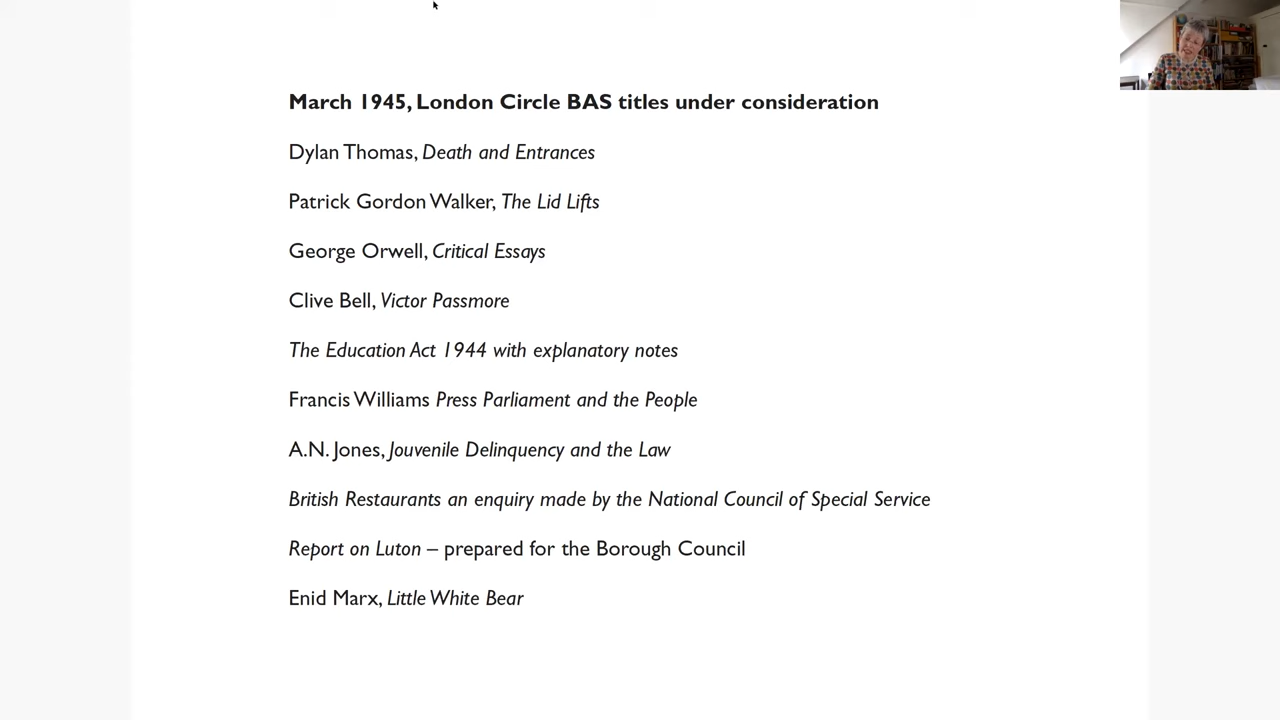 March 1945, London Circle BAS titles under consideration
Dylan Thomas, Death and Entrances
Patrick Gordon Walker, The Lid Lifts
George Orwell, Critical Essays
Clive Bell, Victor Passmore
The Education Act 1944 with explanatory notes
Francis Williams Press Parliament and the People
A.N. Jones, Jouvenile Delinquency and the Law
British Restaurants an enquiry made by the National Council of Special Service
Report on Luton – prepared for the Borough Council
Enid Marx, Little White Bear